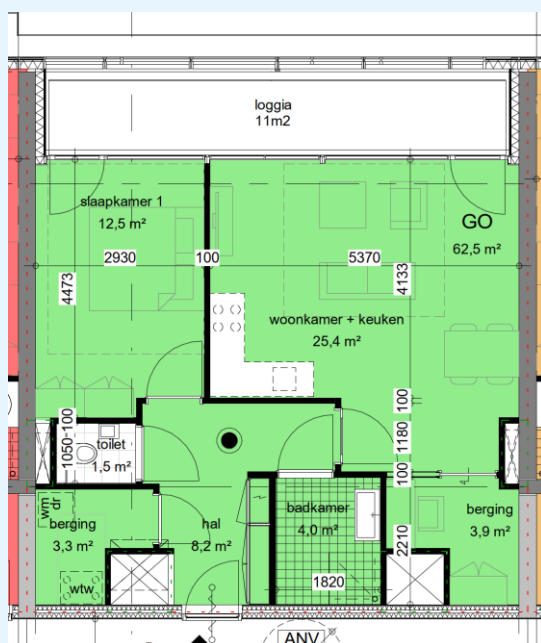 loggia
11m2
slaapkamer 1
12,5 m²
GO
62,5 m²
2930
100
5370
4473
4133
woonkamer + keuken
25,4 m²
100
100
1050
toilet
1,5 m²
1180
100
wm
dr
berging
3,3 m²
hal
8,2 m²
badkamer
4,0 m²
berging
3,9 m²
2210
wtw
1820
ANV